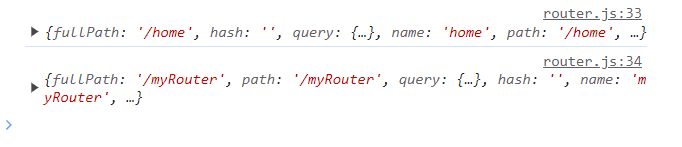 router.js:33
{fullPath: '/home', hash: '', query: {…}, name: 'home', path: '/home', …}
router.js:34
{fullPath: '/myRouter', path: '/myRouter', query: {…}, hash: '', name: 'm
yRouter', …}